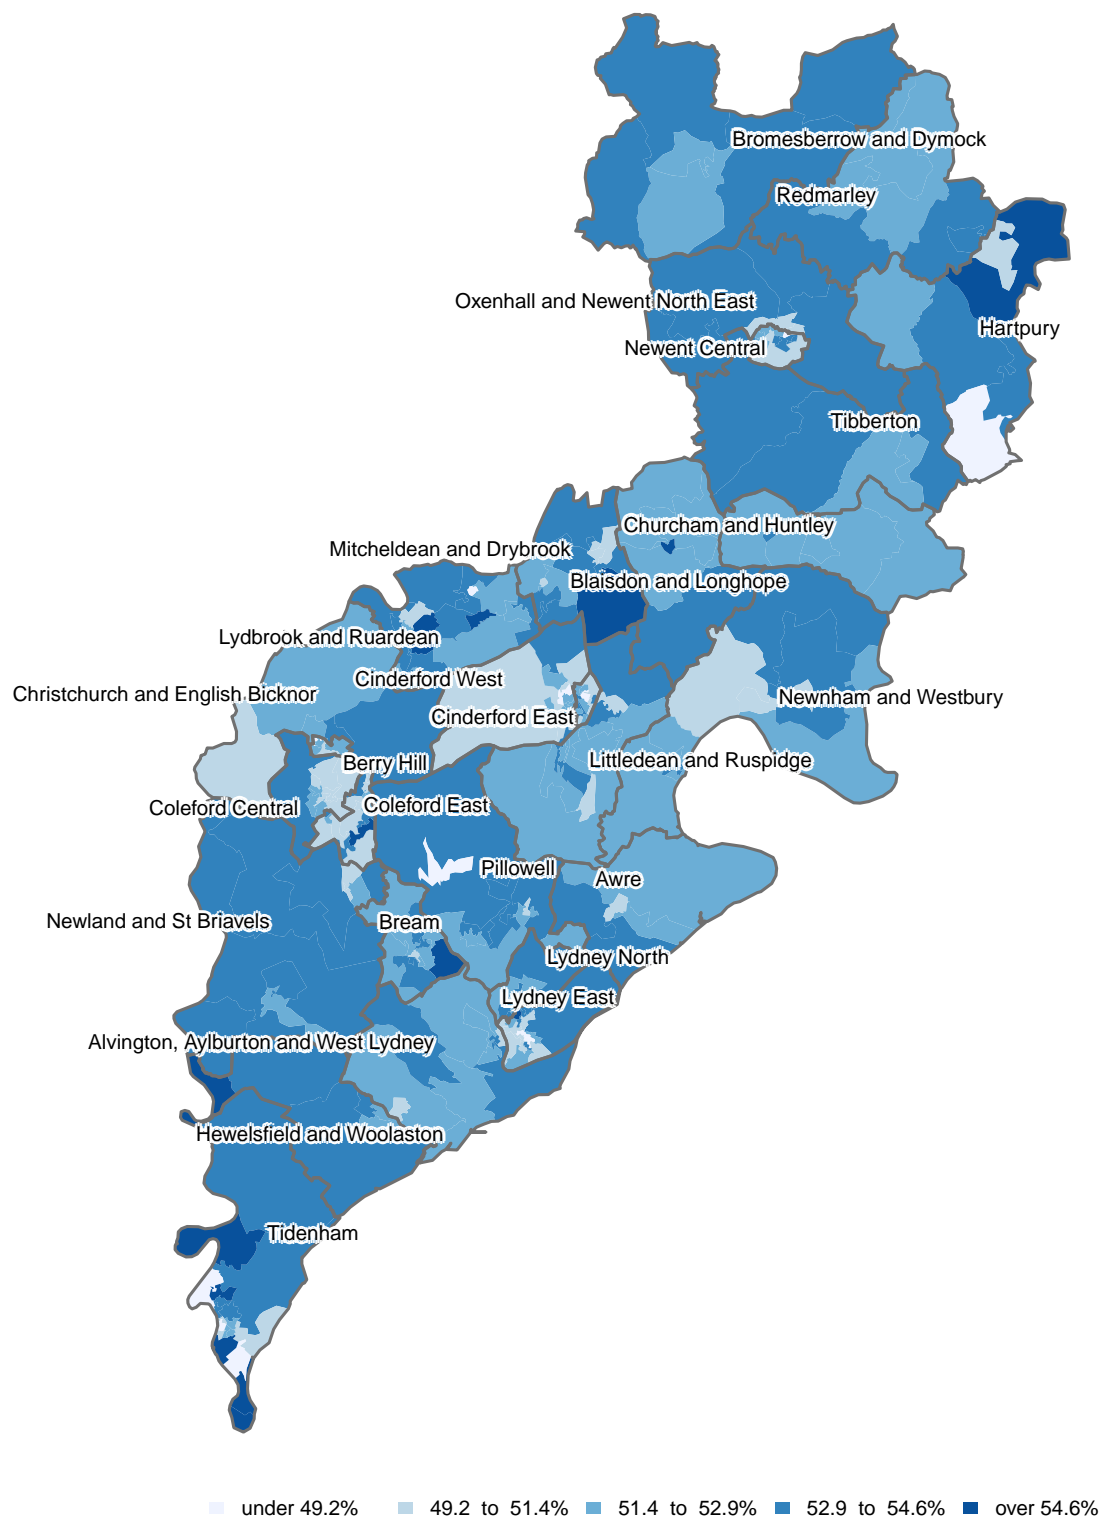 Bromesberrow and Dymock
Redmarley
Oxenhall and Newent North East
Hartpury
Newent Central
Tibberton
Churcham and Huntley
Mitcheldean and Drybrook
Blaisdon and Longhope
Lydbrook and Ruardean
Cinderford West
Christchurch and English Bicknor
Newnham and Westbury
Cinderford East
Littledean and Ruspidge
Berry Hill
Coleford Central
Coleford East
Pillowell
Awre
Newland and St Briavels
Bream
Lydney North
Lydney East
Alvington, Aylburton and West Lydney
Hewelsfield and Woolaston
Tidenham
under 49.2% 49.2 to 51.4% 51.4 to 52.9% 52.9 to 54.6% over 54.6%